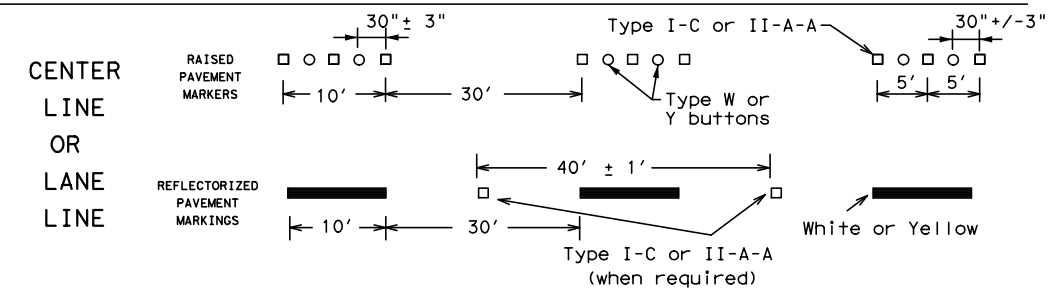 30"± 3"
Type I-C or II-A-A
30"+/-3"
CENTER
LINE
OR
LANE
LINE
RAISED
PAVEMENT
MARKERS
10'
30'
Type W or
Y buttons
5'
5'
40' ± 1'
REFLECTORIZED
PAVEMENT
MARKINGS
10'
30'
White or Yellow
Type I-C or II-A-A
(when required)